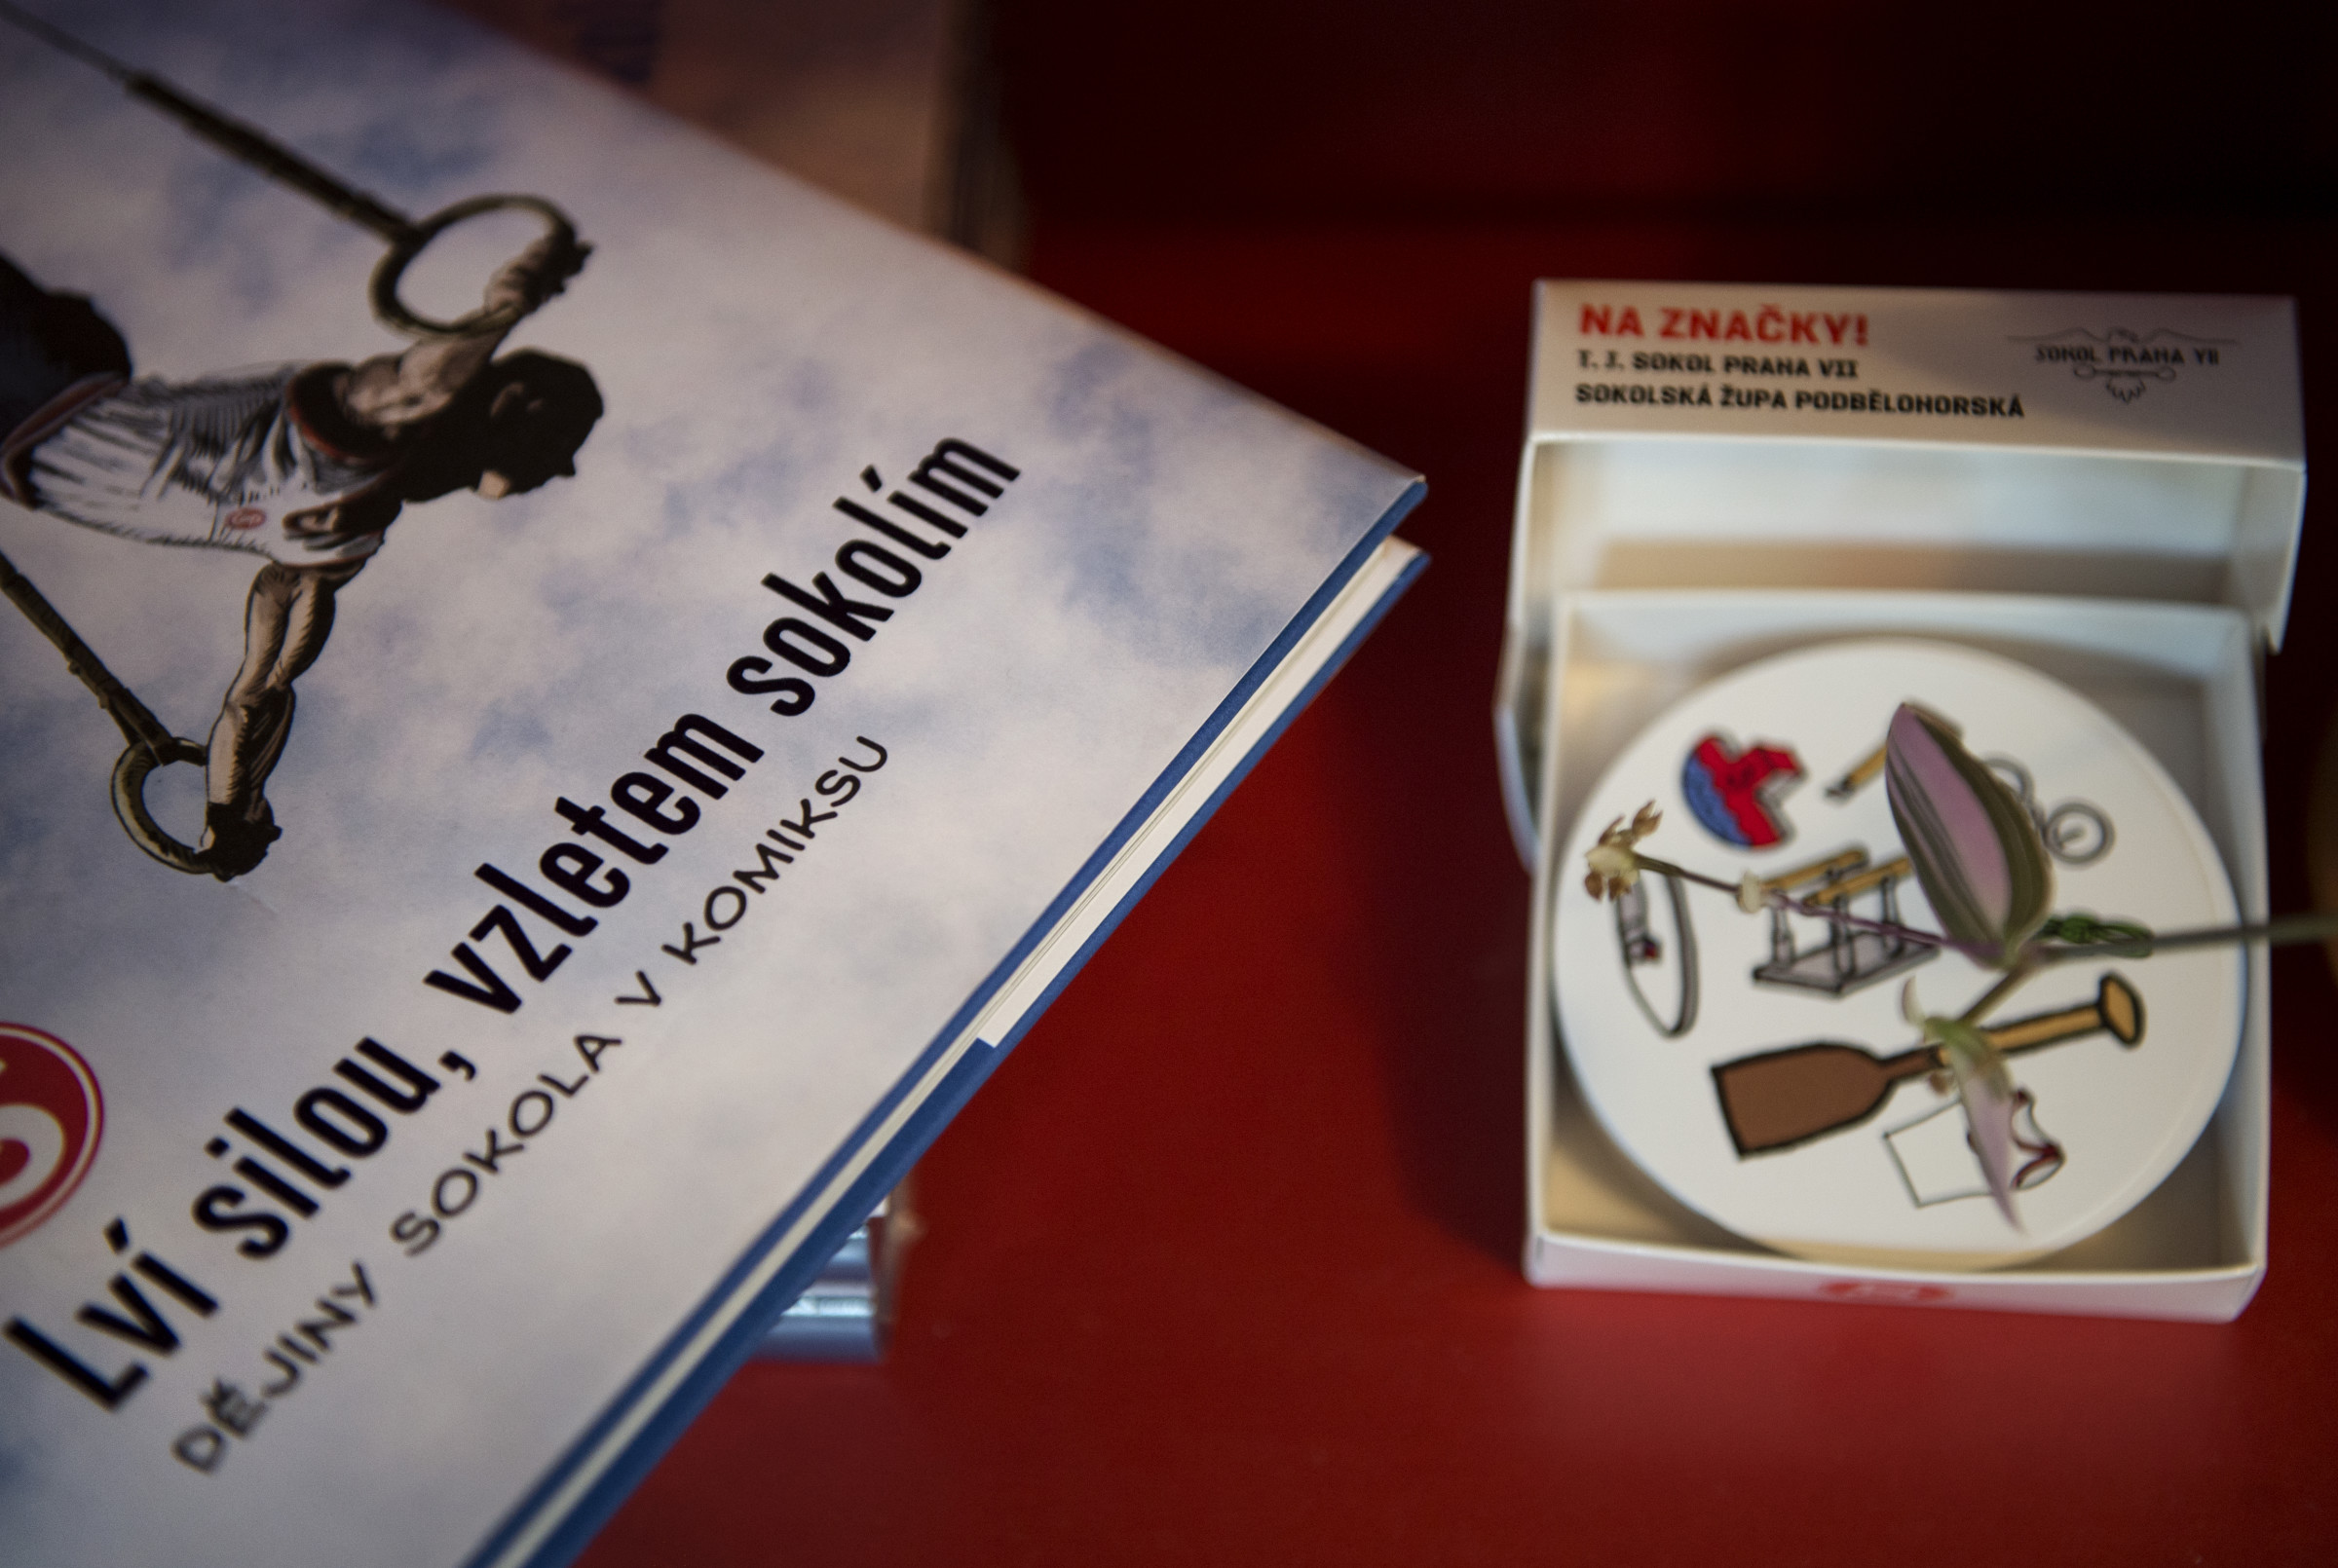 Lví silou, vzletem sokolím
DĚJINY SOKOLA V KOMIKSU
NA ZNAČKY!
T. J. SOKOL PRAHA VII
SOKOLSKÁ ŽUPA PODBĚLOHORSKÁ
SOKOL PRAHA VII